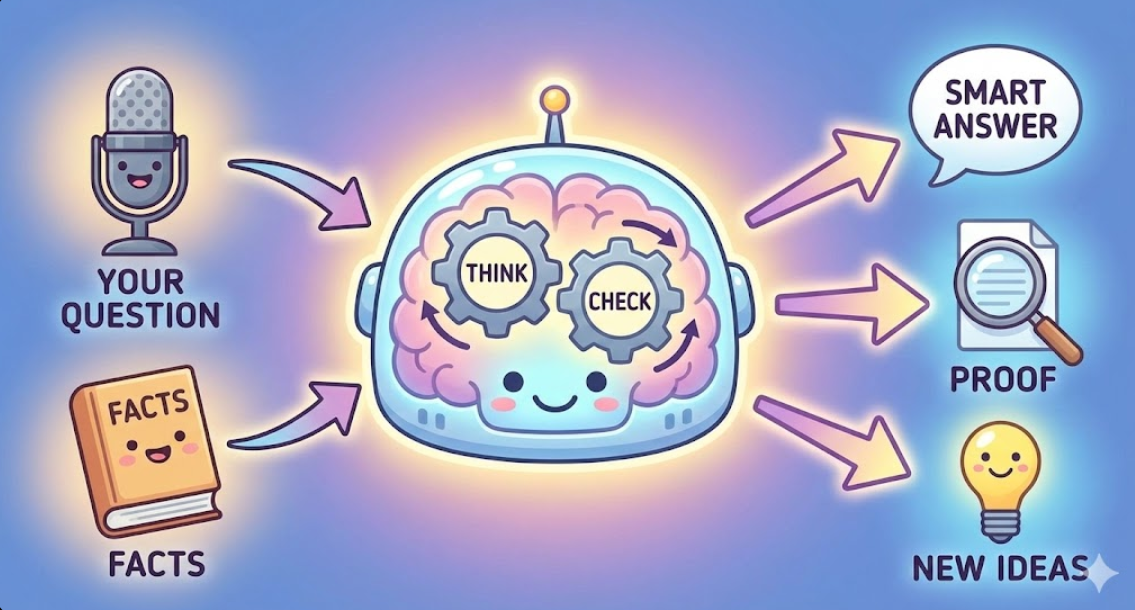 YOUR
QUESTION
FACTS
FACTS
THINK
CHECK
SMART
ANSWER
PROOF
NEW IDEAS